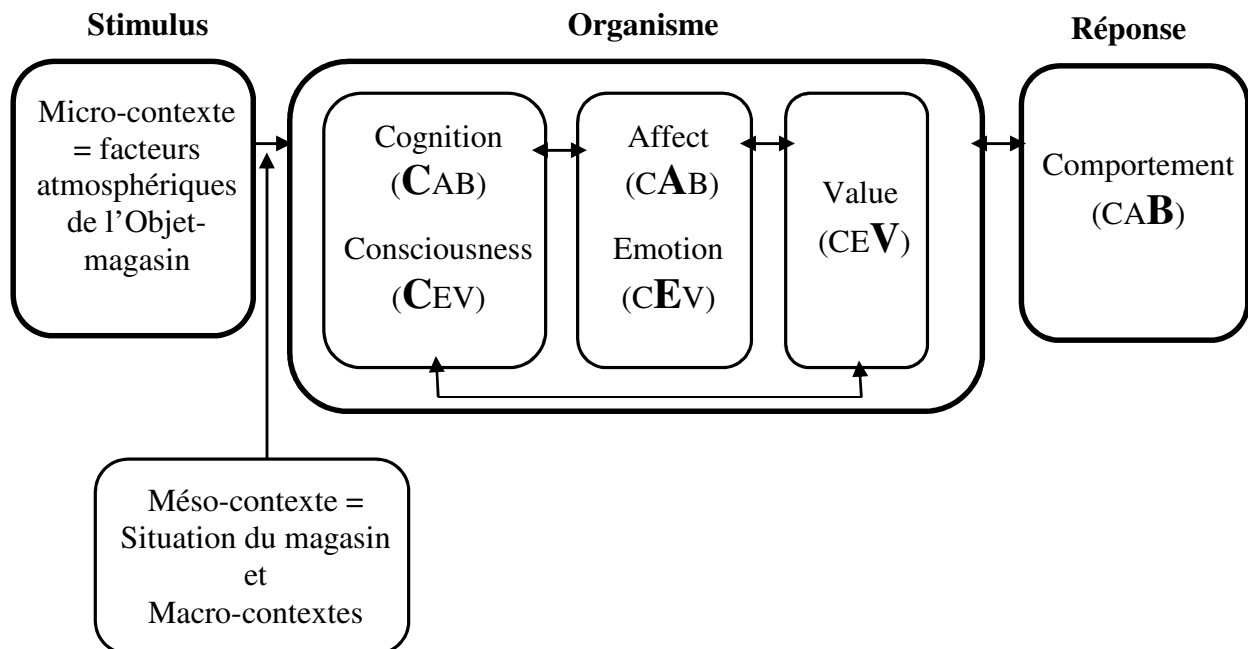 Stimulus
Organisme
Réponse
Micro-contexte
= facteurs
atmosphériques
de l'Objet-
magasin
Cognition
(CAB)
Consciousness
(CEV)
Affect
(CAB)
Emotion
(CEV)
Value
(CEV)
Comportement
(CAB)
Méso-contexte =
Situation du magasin
et
Macro-contextes